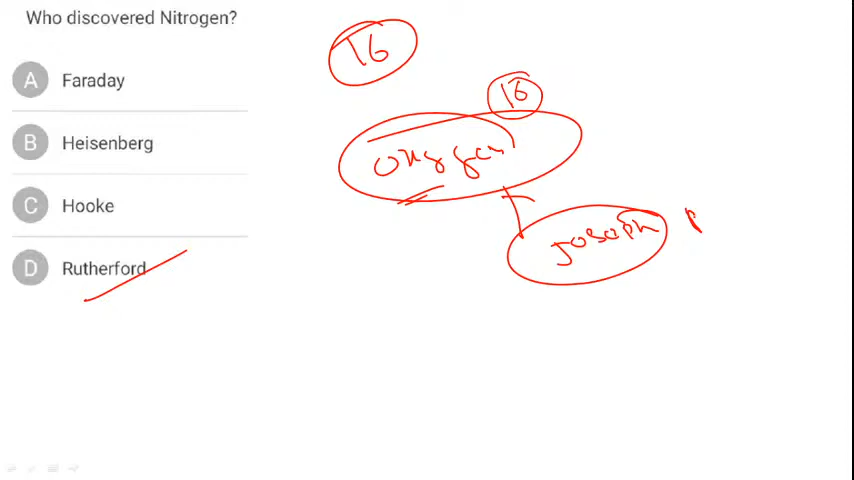 Who discovered Nitrogen?
A Faraday
B Heisenberg
C Hooke
D Rutherford
16
16
oxygen
Joseph P